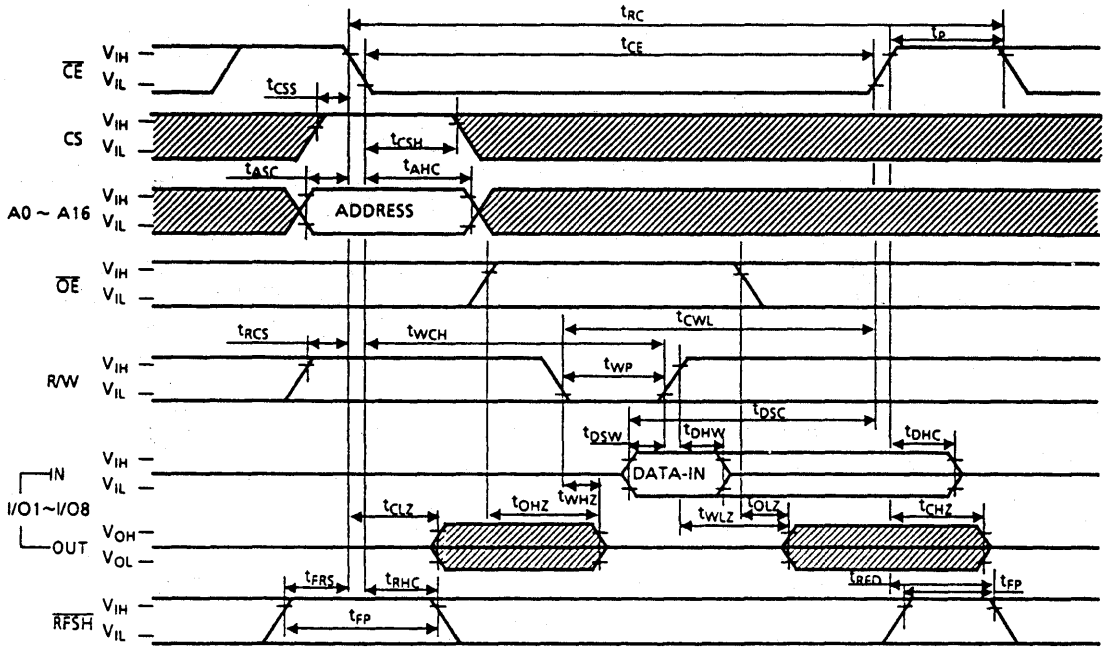 tRC
tP
tCE
CE
VIH
VIL
tCSS
CS
VIH
VIL
tCSH
tASC
tAHC
A0 ~ A16
VIH
VIL
ADDRESS
OE
VIH
VIL
tCWL
tRCS
tWCH
R/W
VIH
VIL
tWP
tDSC
tDSW
tDHW
tDHC
IN
VIH
VIL
DATA-IN
I/O1~I/O8
tWHZ
tCLZ
tOHZ
tWLZ
tOLZ
tCHZ
OUT
VOH
VOL
tFRS
tRHC
tRFD
tFP
RFSH
VIH
VIL
tFP